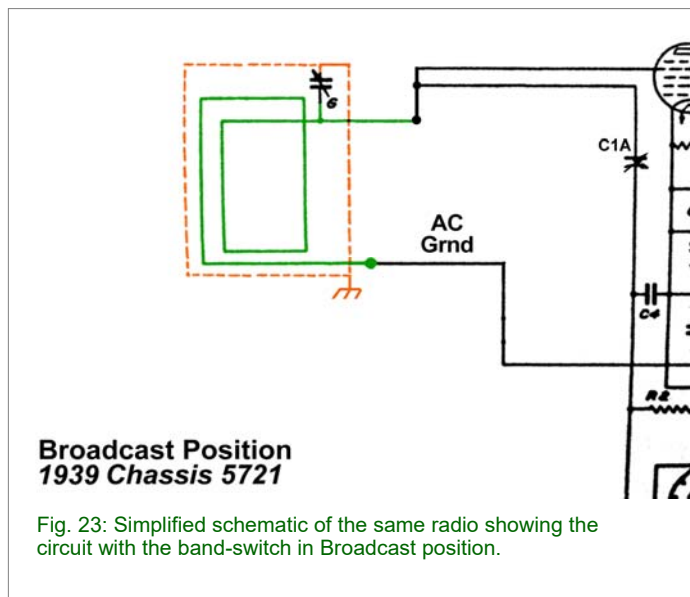 6
C1A
AC
Grnd
C4
R2
Broadcast Position
1939 Chassis 5721
Fig. 23: Simplified schematic of the same radio showing the
circuit with the band-switch in Broadcast position.